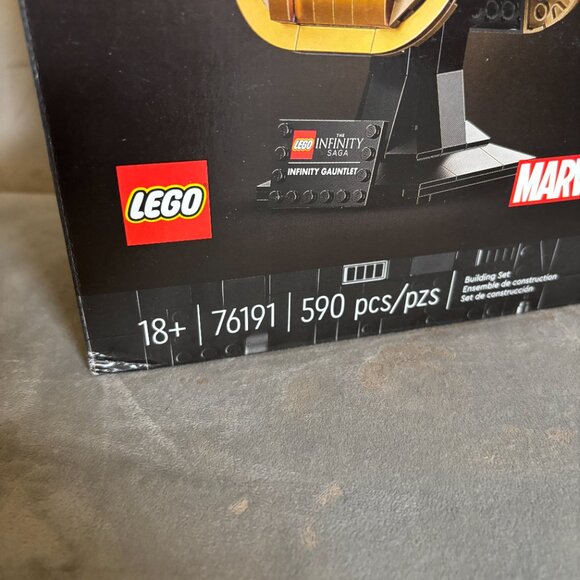 LEGO
THE
INFINITY
SAGA
INFINITY GAUNTLET
LEGO
MARV
18+ | 76191 | 590 pcs/pzs
Building Set
Ensemble de construction
Set de construcción